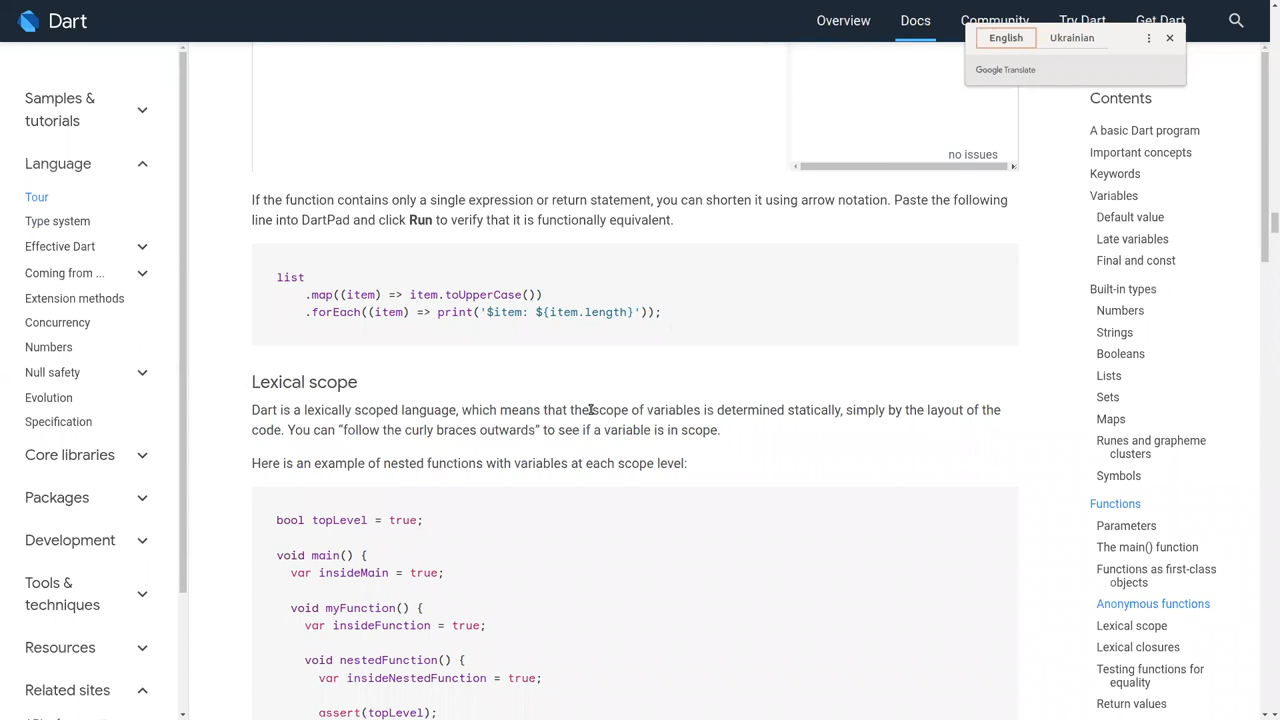 Dart
Overview
Docs
Community
Try Dart
Get Dart
English
Ukrainian
Google Translate
Samples &
tutorials
Language
Tour
Type system
Effective Dart
Coming from ...
Extension methods
Concurrency
Numbers
Null safety
Evolution
Specification
Core libraries
Packages
Development
Tools &
techniques
Resources
Related sites
no issues
If the function contains only a single expression or return statement, you can shorten it using arrow notation. Paste the following
line into DartPad and click Run to verify that it is functionally equivalent.
list
.map((item) => item.toUpperCase())
.forEach((item) => print('$item: ${item.length}'));
Lexical scope
Dart is a lexically scoped language, which means that the scope of variables is determined statically, simply by the layout of the
code. You can “follow the curly braces outwards” to see if a variable is in scope.
Here is an example of nested functions with variables at each scope level:
bool topLevel = true;
void main() {
var insideMain = true;
void myFunction() {
var insideFunction = true;
void nestedFunction() {
var insideNestedFunction = true;
assert(topLevel);
Contents
A basic Dart program
Important concepts
Keywords
Variables
Default value
Late variables
Final and const
Built-in types
Numbers
Strings
Booleans
Lists
Sets
Maps
Runes and grapheme
clusters
Symbols
Functions
Parameters
The main() function
Functions as first-class
objects
Anonymous functions
Lexical scope
Lexical closures
Testing functions for
equality
Return values